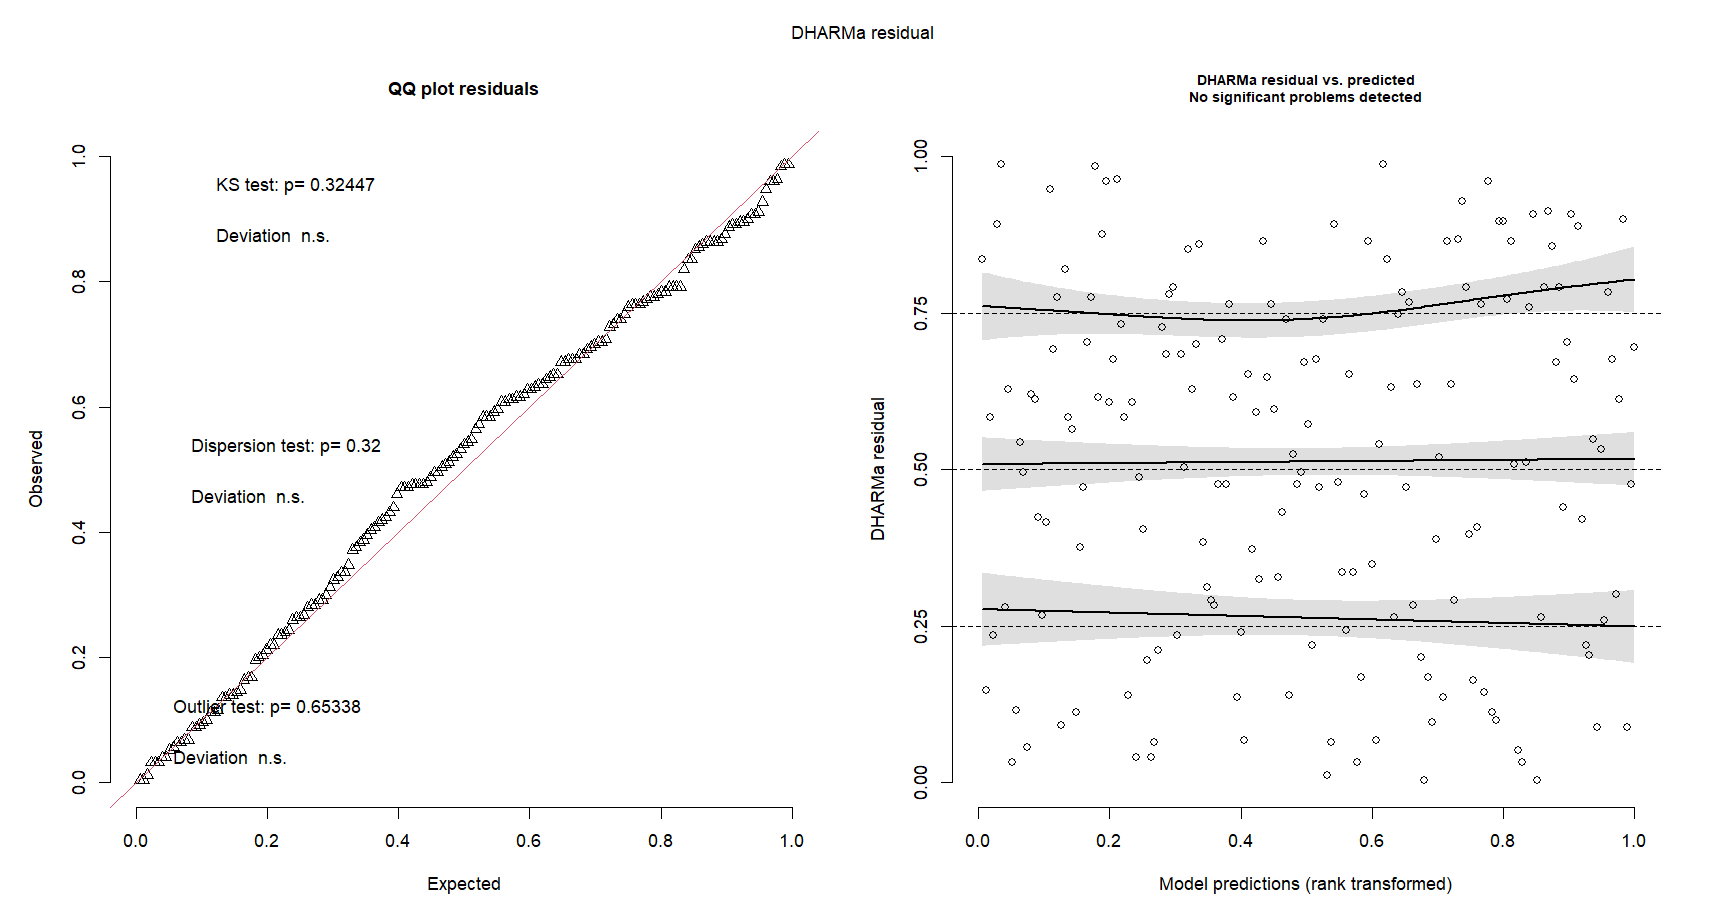 DHARMa residual
QQ plot residuals
KS test: p= 0.32447
Deviation  n.s.
Dispersion test: p= 0.32
Deviation  n.s.
Outlier test: p= 0.65338
Deviation  n.s.
Observed
0.0
0.2
0.4
0.6
0.8
1.0
0.0
0.2
0.4
0.6
0.8
1.0
Expected
DHARMa residual vs. predicted
No significant problems detected
DHARMa residual
0.00
0.25
0.50
0.75
1.00
0.0
0.2
0.4
0.6
0.8
1.0
Model predictions (rank transformed)